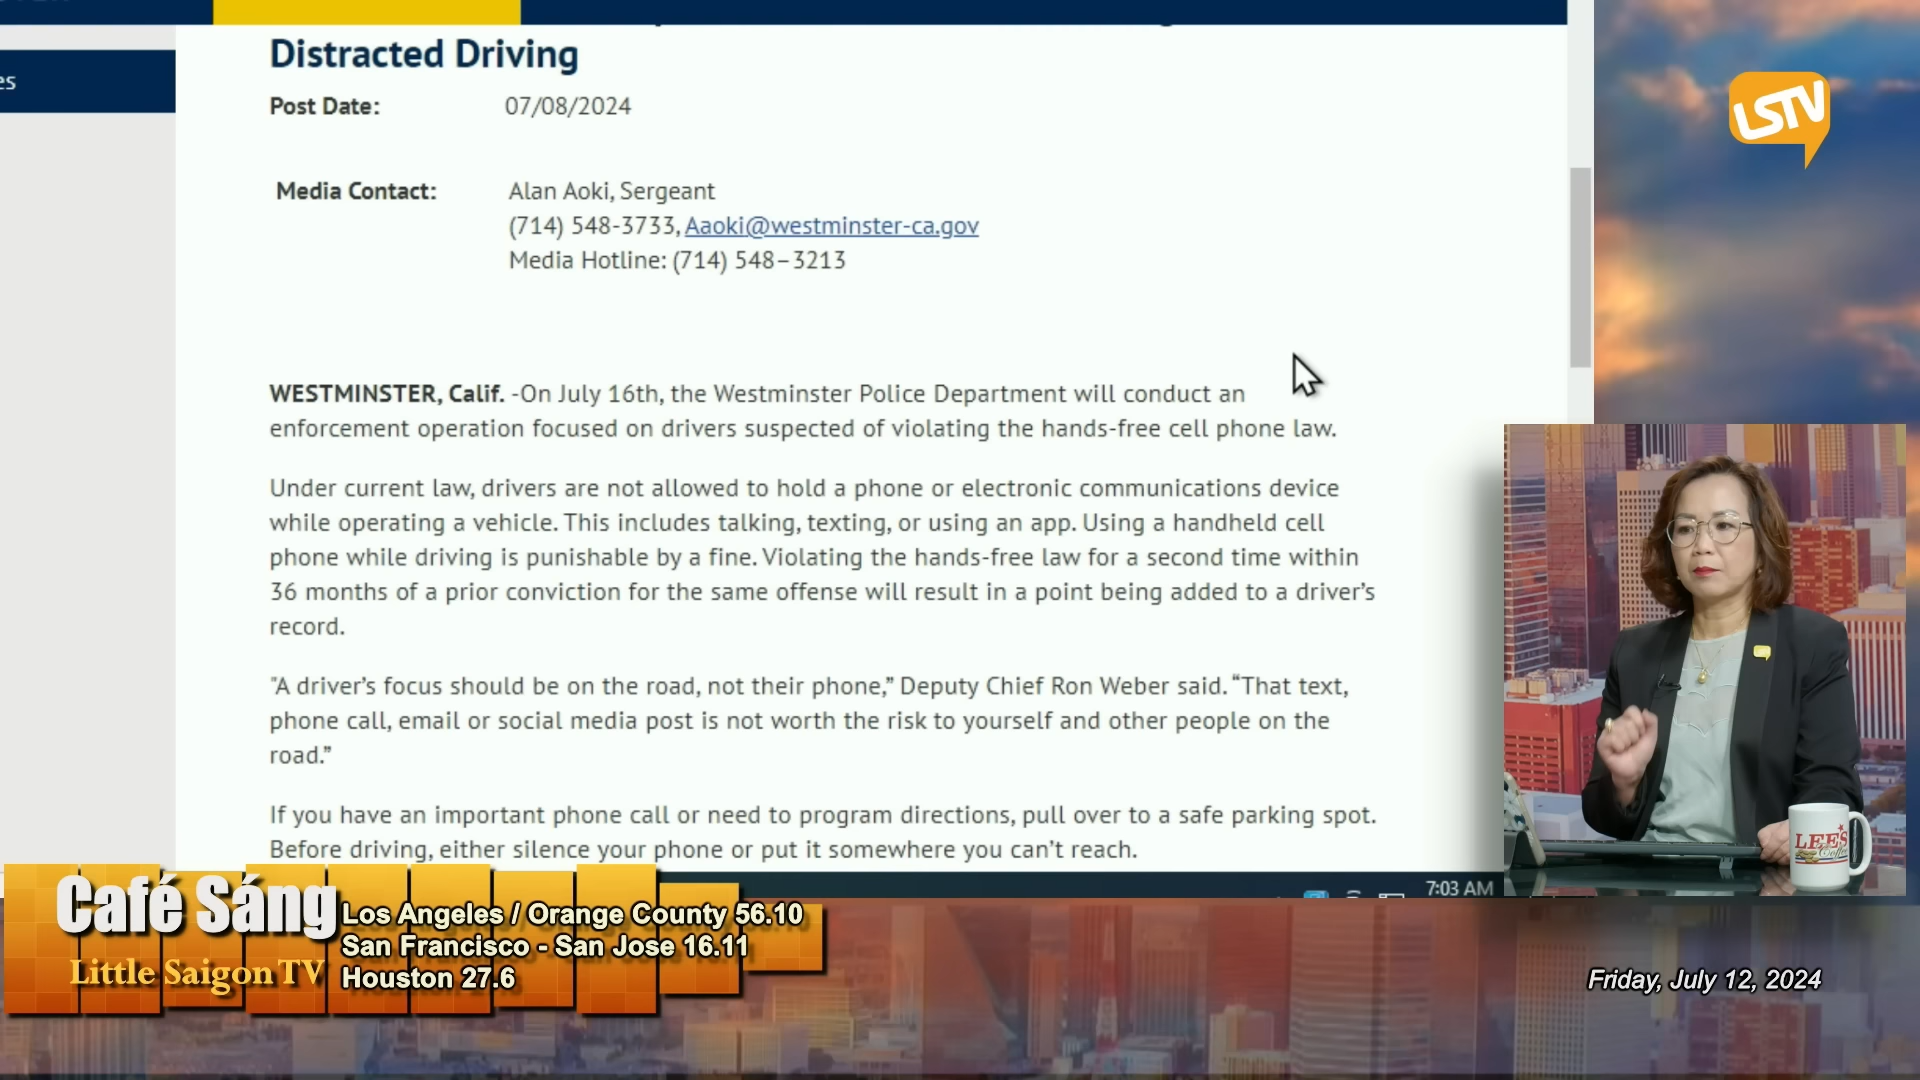 Distracted Driving
es
Post Date: 07/08/2024
LSTV
Media Contact: Alan Aoki, Sergeant
(714) 548-3733, Aaoki@westminster-ca.gov
Media Hotline: (714) 548–3213
WESTMINSTER, Calif. -On July 16th, the Westminster Police Department will conduct an
enforcement operation focused on drivers suspected of violating the hands-free cell phone law.
Under current law, drivers are not allowed to hold a phone or electronic communications device
while operating a vehicle. This includes talking, texting, or using an app. Using a handheld cell
phone while driving is punishable by a fine. Violating the hands-free law for a second time within
36 months of a prior conviction for the same offense will result in a point being added to a driver’s
record.
"A driver’s focus should be on the road, not their phone,” Deputy Chief Ron Weber said. “That text,
phone call, email or social media post is not worth the risk to yourself and other people on the
road.”
If you have an important phone call or need to program directions, pull over to a safe parking spot.
Before driving, either silence your phone or put it somewhere you can’t reach.
LEE'S
Coffee
7:03 AM
Café Sáng
Little Saigon TV
Los Angeles / Orange County 56.10
San Francisco - San Jose 16.11
Houston 27.6
Friday, July 12, 2024